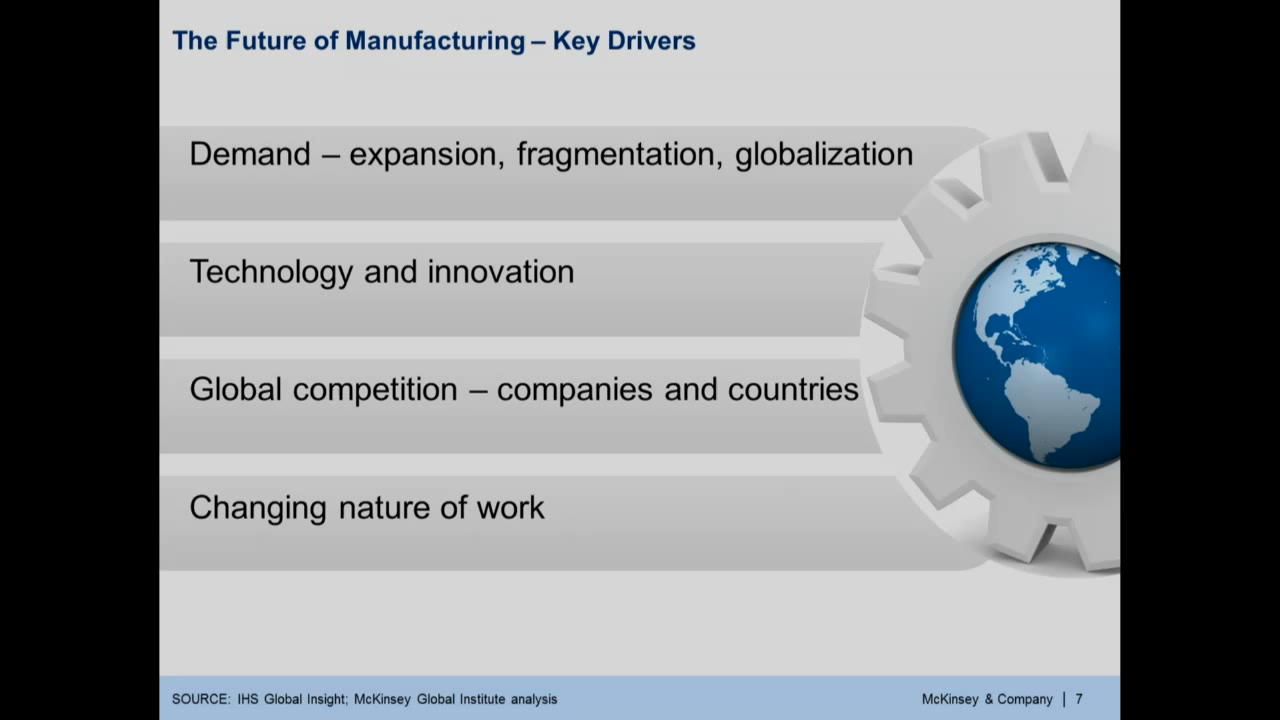 The Future of Manufacturing – Key Drivers
Demand – expansion, fragmentation, globalization
Technology and innovation
Global competition – companies and countries
Changing nature of work
SOURCE: IHS Global Insight; McKinsey Global Institute analysis
McKinsey & Company | 7